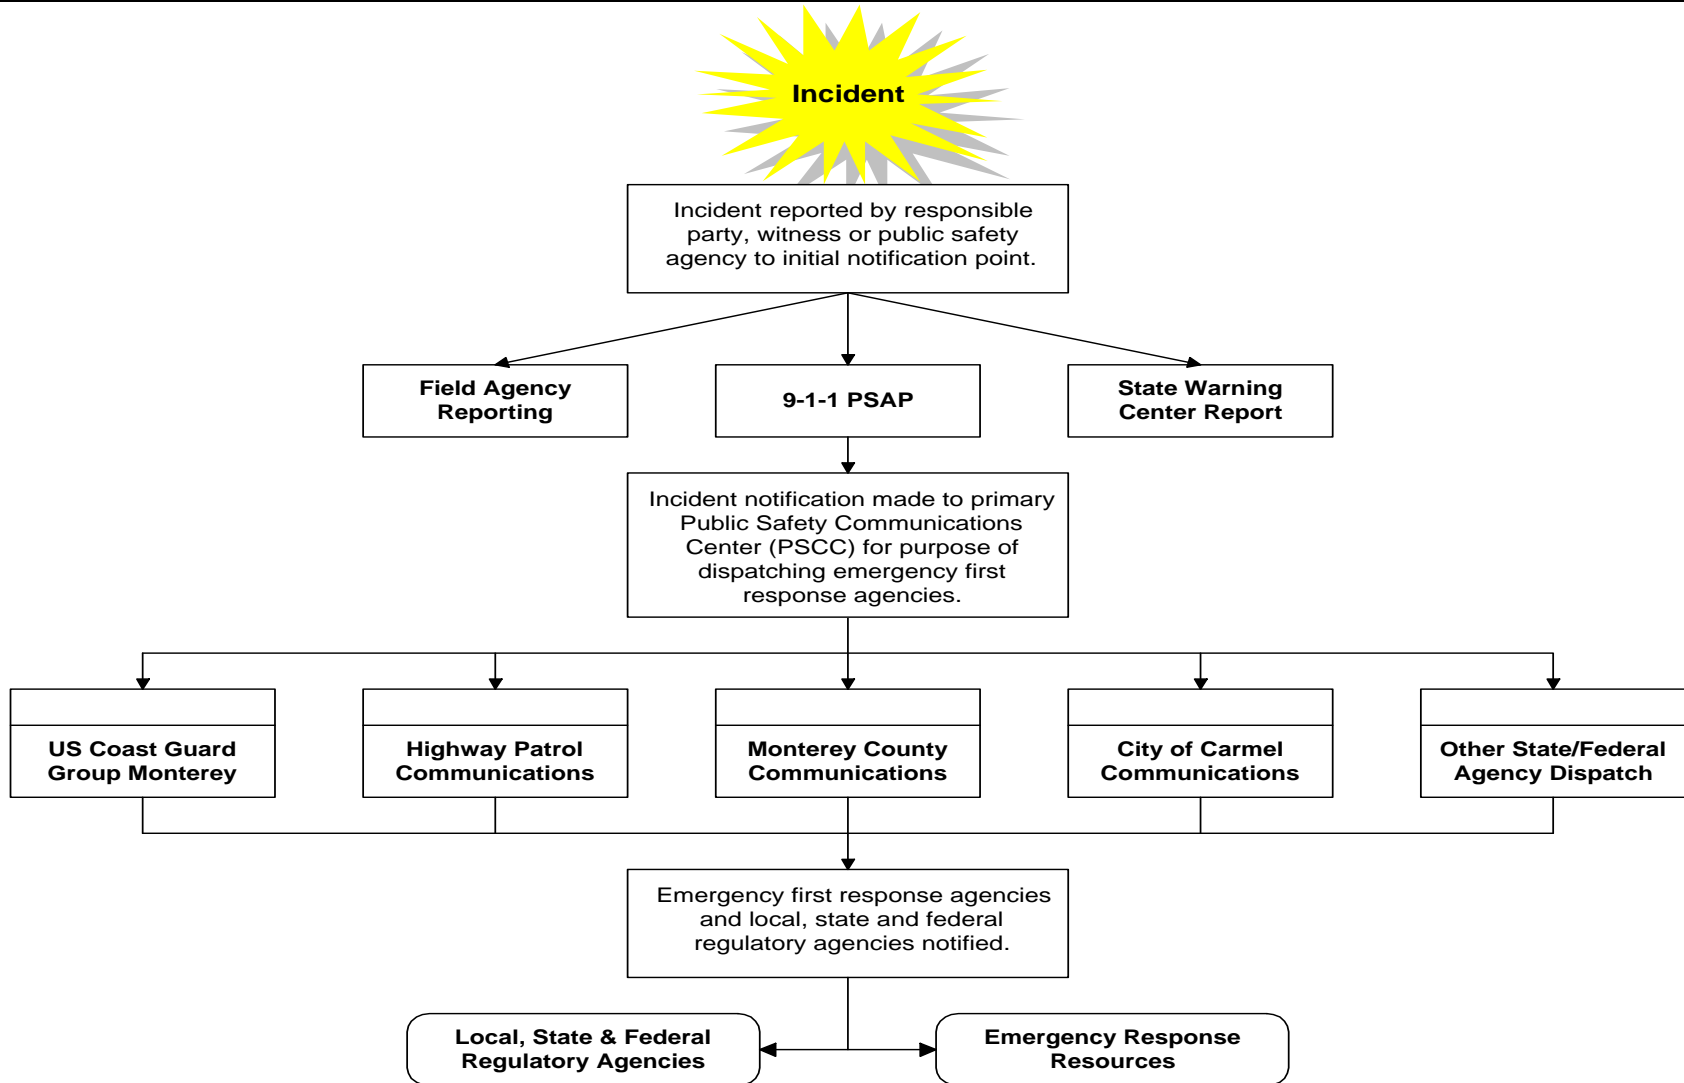 Incident
Incident reported by responsible
party, witness or public safety
agency to initial notification point.
Field Agency
Reporting
9-1-1 PSAP
State Warning
Center Report
Incident notification made to primary
Public Safety Communications
Center (PSCC) for purpose of
dispatching emergency first
response agencies.
US Coast Guard
Group Monterey
Highway Patrol
Communications
Monterey County
Communications
City of Carmel
Communications
Other State/Federal
Agency Dispatch
Emergency first response agencies
and local, state and federal
regulatory agencies notified.
Local, State & Federal
Regulatory Agencies
Emergency Response
Resources